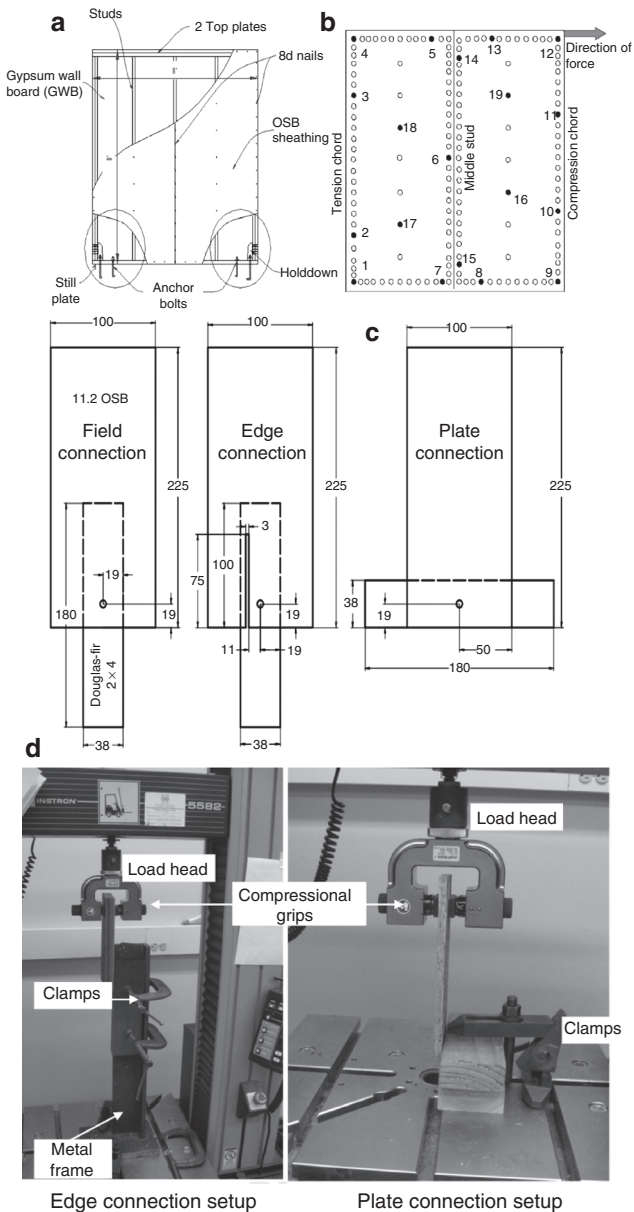 a
Studs
2 Top plates
Gypsum wall
board (GWB)
8d nails
8'
OSB
sheathing
Holddown
Still
plate
Anchor
bolts
b
Direction of
force
Tension chord
Middle stud
Compression chord
4
5
13
12
14
3
19
11
18
6
16
10
2
17
1
7
15
8
9
100
11.2 OSB
Field
connection
225
19
180
19
Douglas-fir
2 × 4
38
100
Edge
connection
225
3
75
100
19
11
19
38
c
100
Plate
connection
225
38
19
50
180
d
INSTRON
5582
Load head
Compressional
grips
Clamps
Metal
frame
Load head
Clamps
Edge connection setup
Plate connection setup